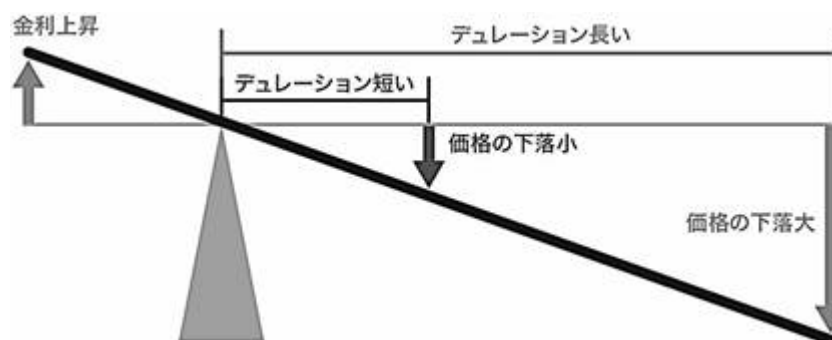 金利上昇
デュレーション長い
デュレーション短い
価格の下落小
価格の下落大